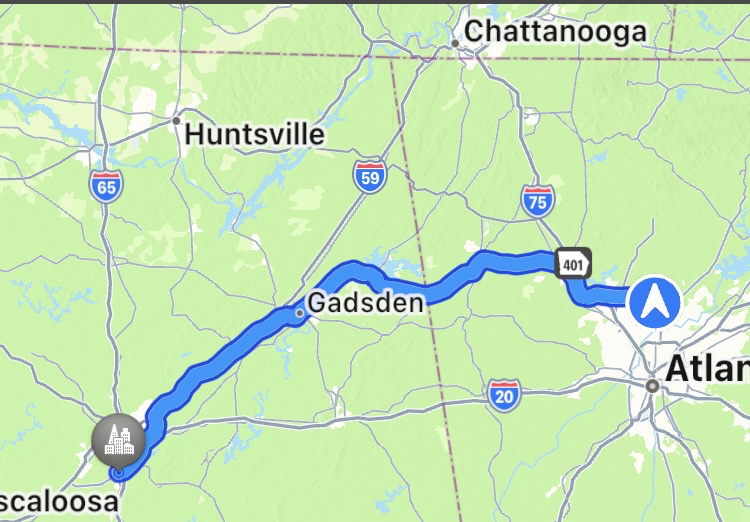 Chattanooga
Huntsville
59
65
75
401
Gadsden
Atlan
20
scaloosa